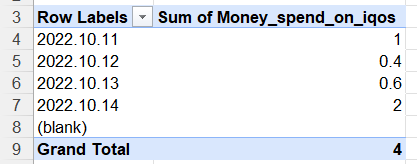 3 Row Labels Sum of Money_spend_on_iqos
4 2022.10.11 1
5 2022.10.12 0.4
6 2022.10.13 0.6
7 2022.10.14 2
8 (blank)
9 Grand Total 4